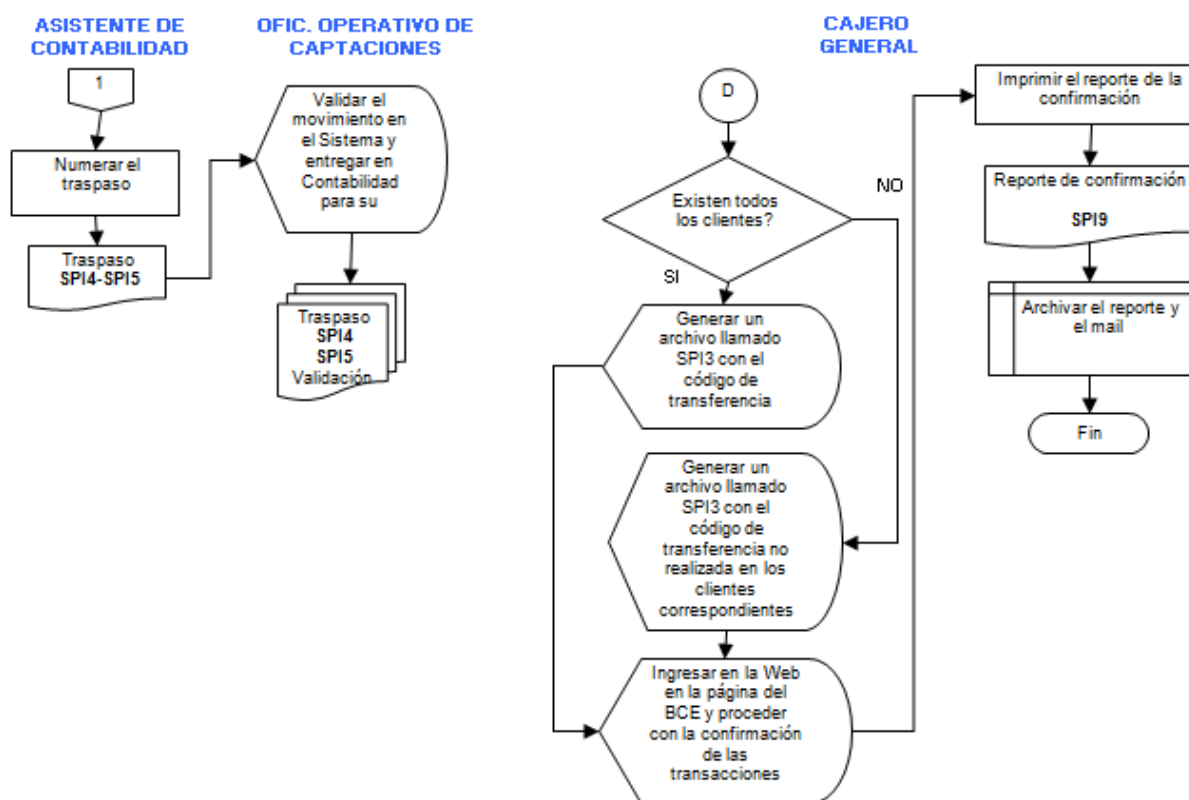 ASISTENTE DE
CONTABILIDAD
1
Numerar el
traspaso
Traspaso
SPI4-SPI5
OFIC. OPERATIVO DE
CAPTACIONES
Validar el
movimiento en
el Sistema y
entregar en
Contabilidad
para su
Traspaso
SPI4
SPI5
Validación
CAJERO
GENERAL
D
Existen todos
los clientes?
NO
SI
Generar un
archivo llamado
SPI3 con el
código de
transferencia
Generar un
archivo llamado
SPI3 con el
código de
transferencia no
realizada en los
clientes
correspondientes
Ingresar en la Web
en la página del
BCE y proceder
con la confirmación
de las
transacciones
Imprimir el reporte de la
confirmación
Reporte de confirmación
SPI9
Archivar el reporte y
el mail
Fin